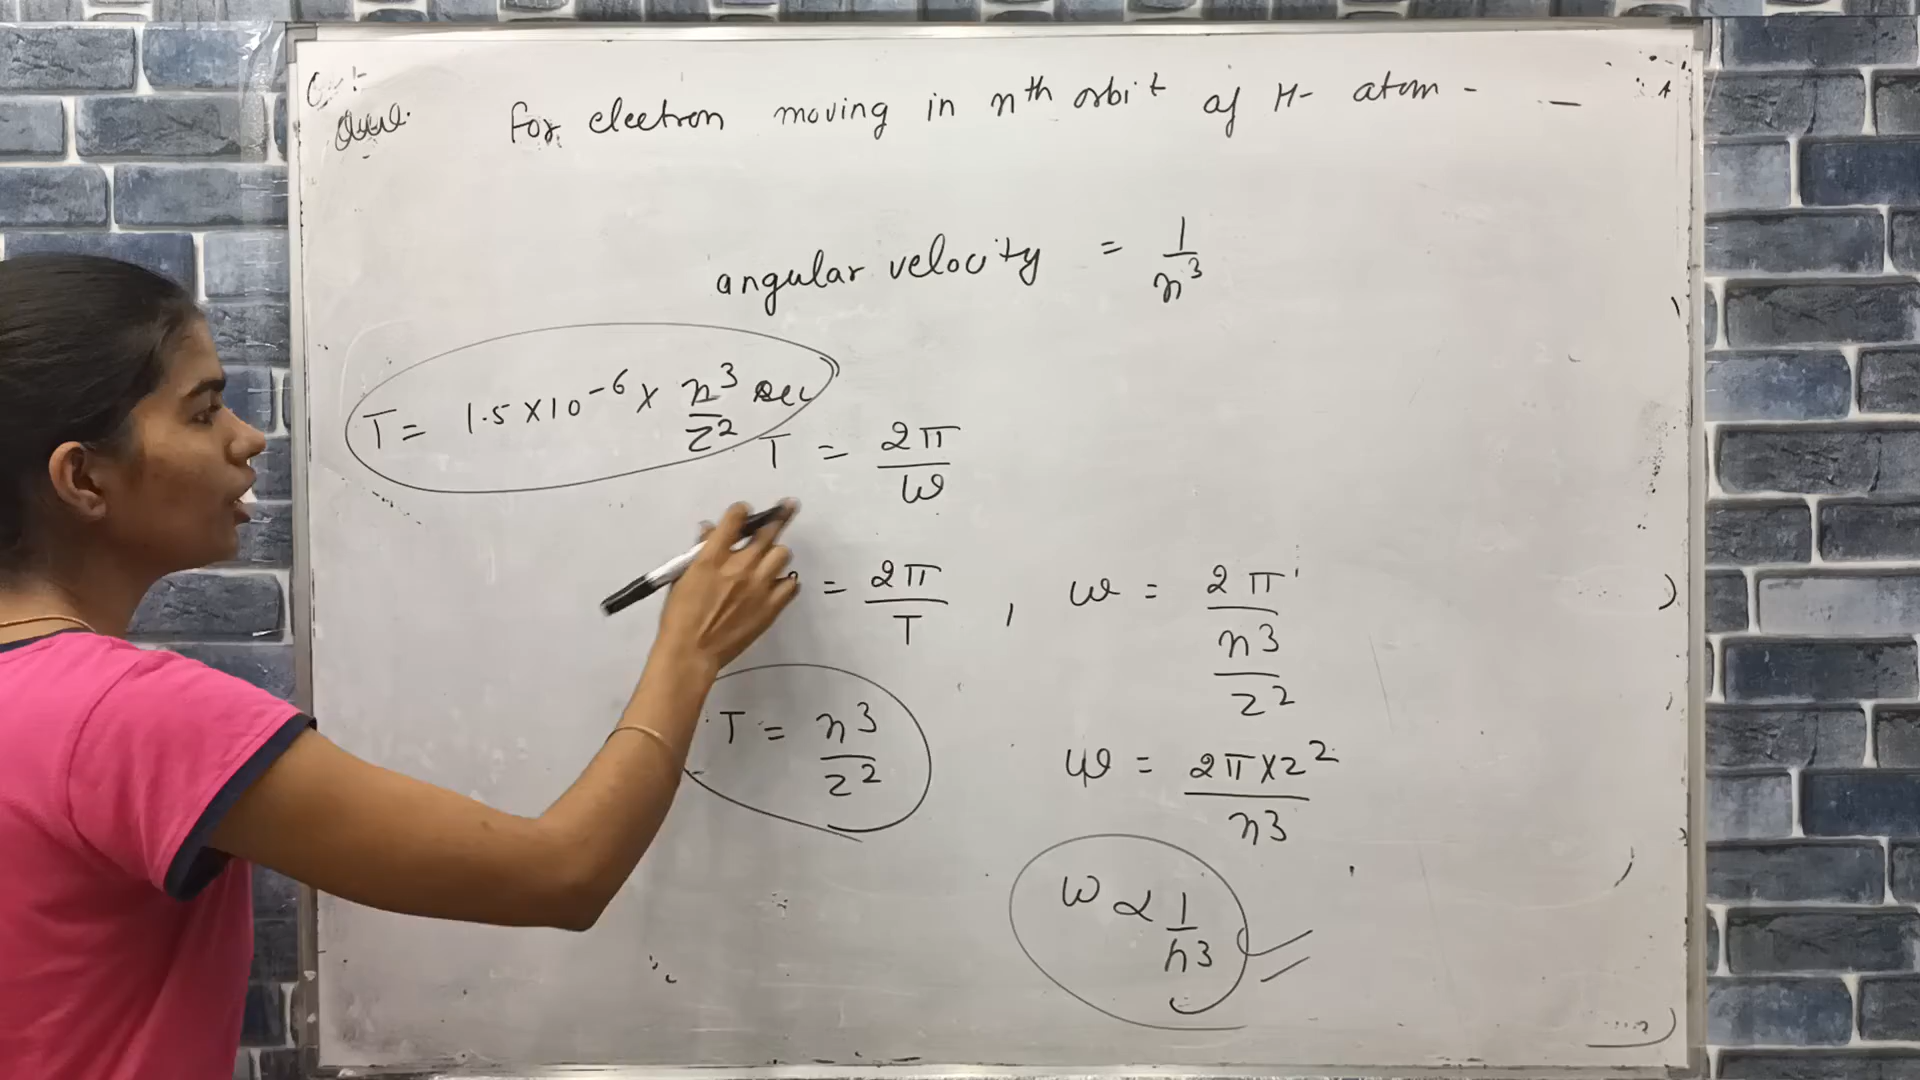 Ques. For electron moving in nth orbit of H- atom - —
angular velocity = 1/n³
T = 1.5 × 10⁻⁶ × n³/Z² sec
T = 2π/ω
= 2π/T , ω = 2π/(n³/Z²)
T = n³/Z²
ω = 2π×Z²/n³
ω ∝ 1/n³